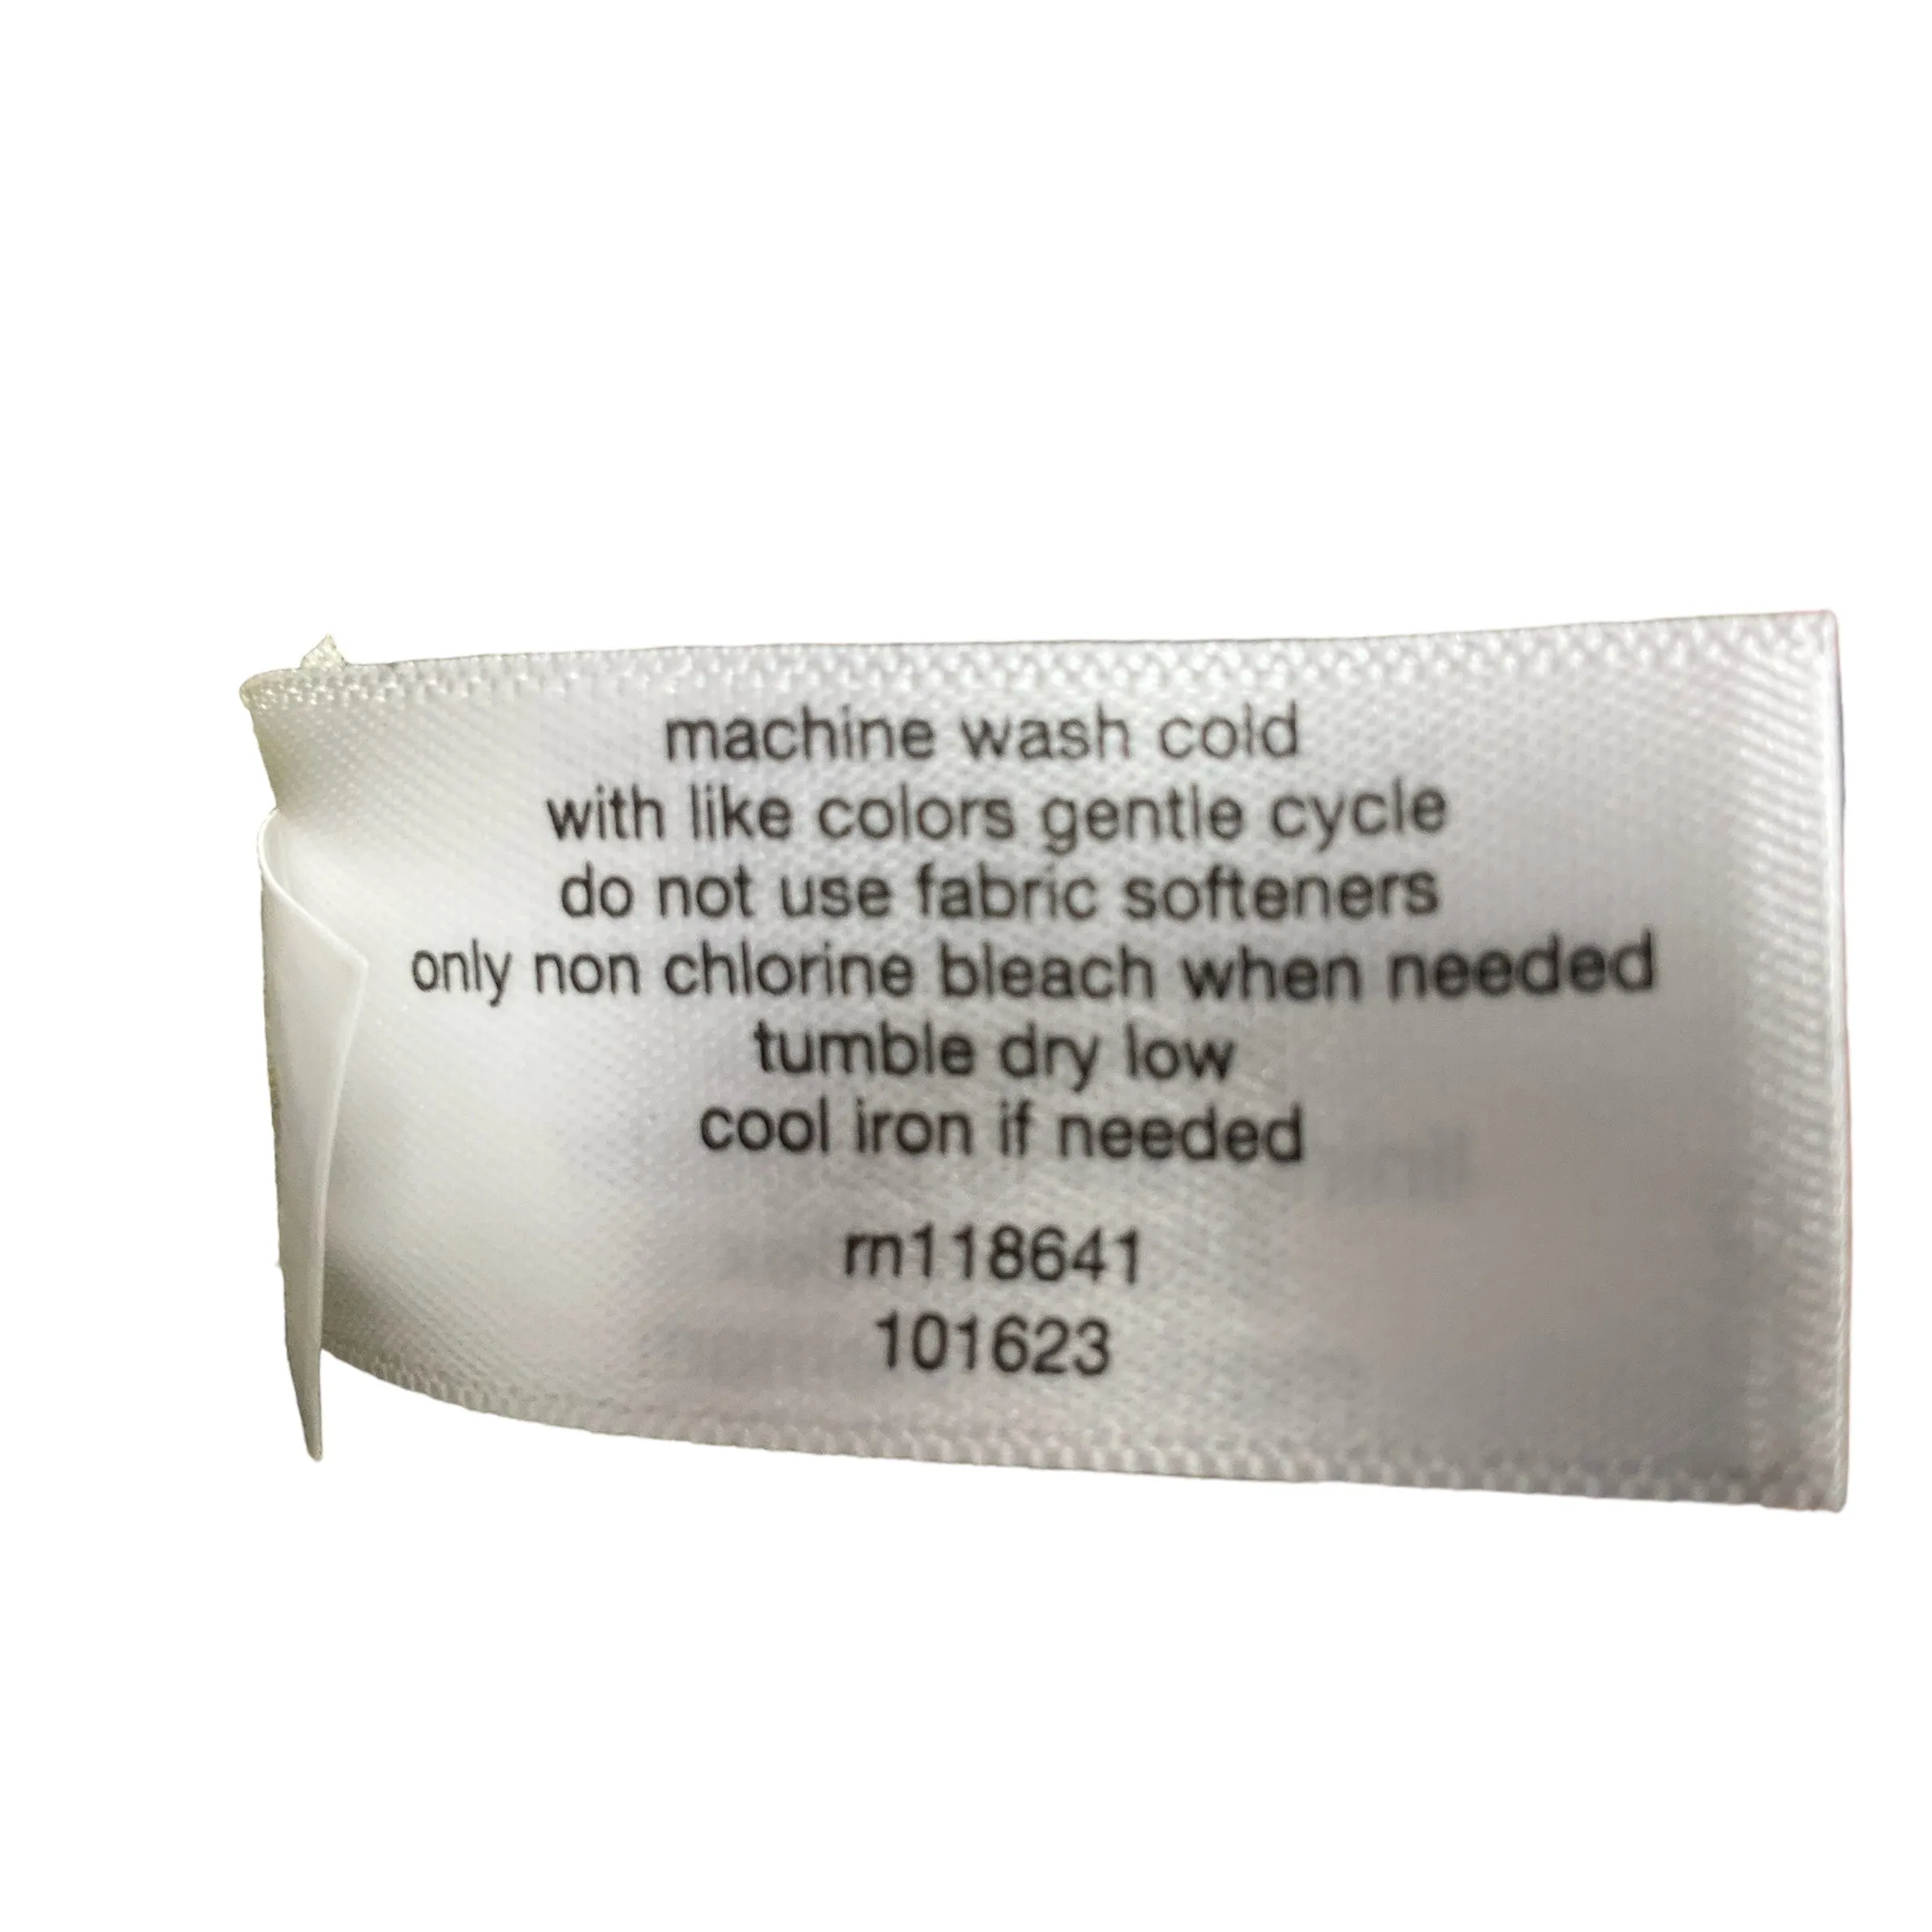 machine wash cold
with like colors gentle cycle
do not use fabric softeners
only non chlorine bleach when needed
tumble dry low
cool iron if needed
rn118641
101623